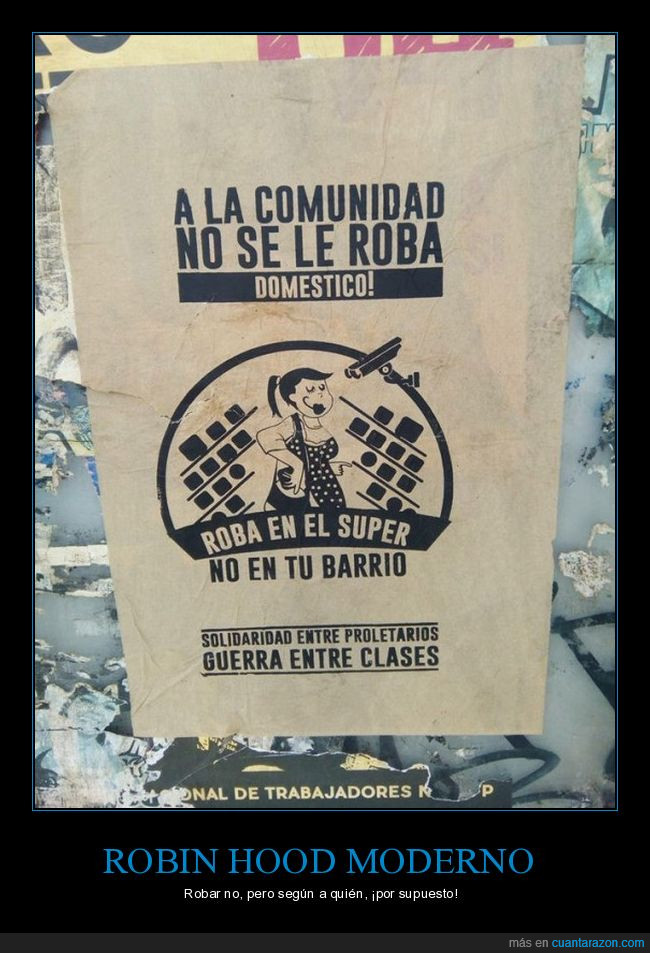 A LA COMUNIDAD
NO SE LE ROBA
DOMESTICO!
ROBA EN EL SUPER
NO EN TU BARRIO
SOLIDARIDAD ENTRE PROLETARIOS
GUERRA ENTRE CLASES
DE TRABAJADORES
ROBIN HOOD MODERNO
Robar no, pero según a quién, ¡por supuesto!
más en cuantarazon.com